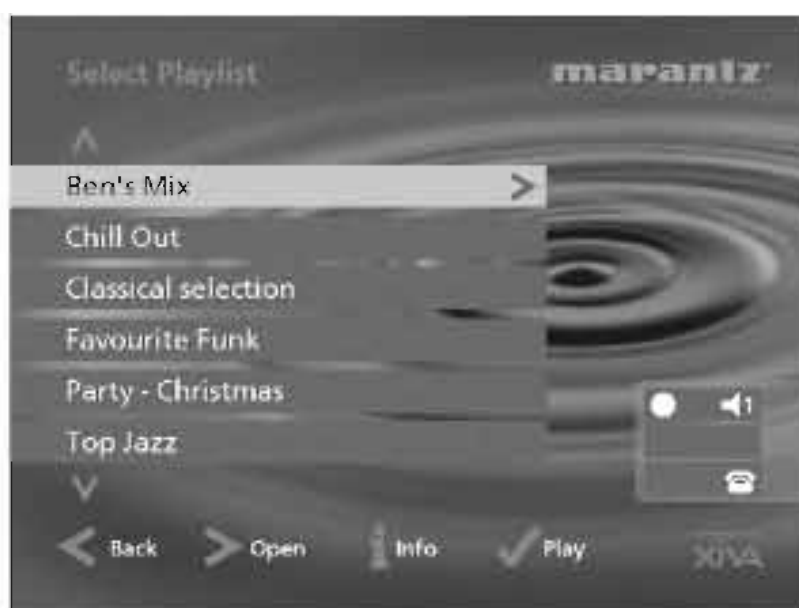 Select Playlist
marantz
Ben's Mix
Chill Out
Classical selection
Favourite Funk
Party - Christmas
Top Jazz
1
Back
Open
Info
Play
XIVA